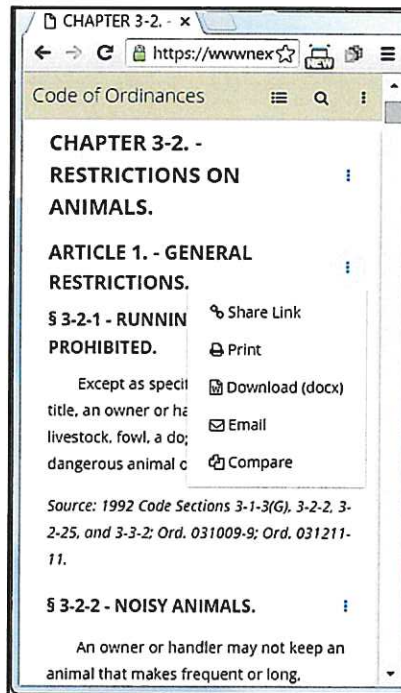 CHAPTER 3-2. - ×
https://wwwnex
NEW
Code of Ordinances
CHAPTER 3-2. -
RESTRICTIONS ON
ANIMALS.
ARTICLE 1. - GENERAL
RESTRICTIONS.
§ 3-2-1 - RUNNIN
PROHIBITED.
Share Link
Print
Download (docx)
Email
Compare
Except as specif
title, an owner or ha
livestock, fowl, a dog
dangerous animal o
Source: 1992 Code Sections 3-1-3(G), 3-2-2, 3-
2-25, and 3-3-2; Ord. 031009-9; Ord. 031211-
11.
§ 3-2-2 - NOISY ANIMALS.
An owner or handler may not keep an
animal that makes frequent or long,